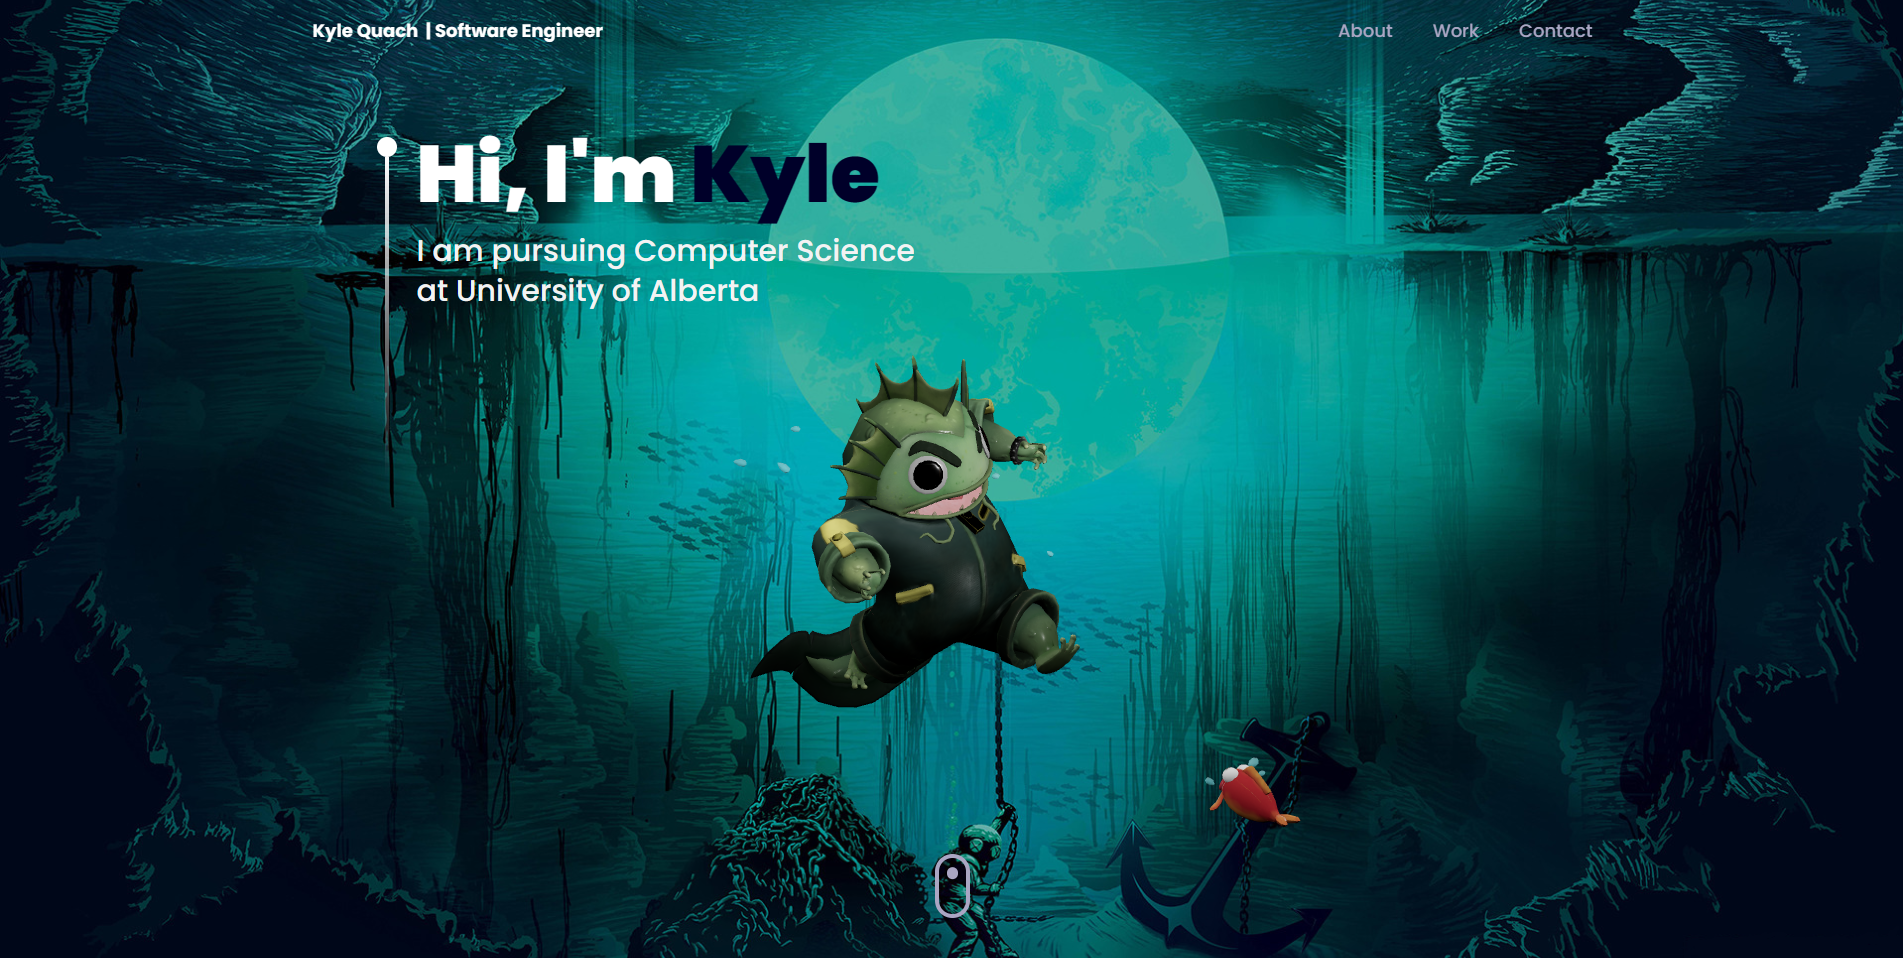 Kyle Quach | Software Engineer
About
Work
Contact
Hi, I'm Kyle
I am pursuing Computer Science
at University of Alberta